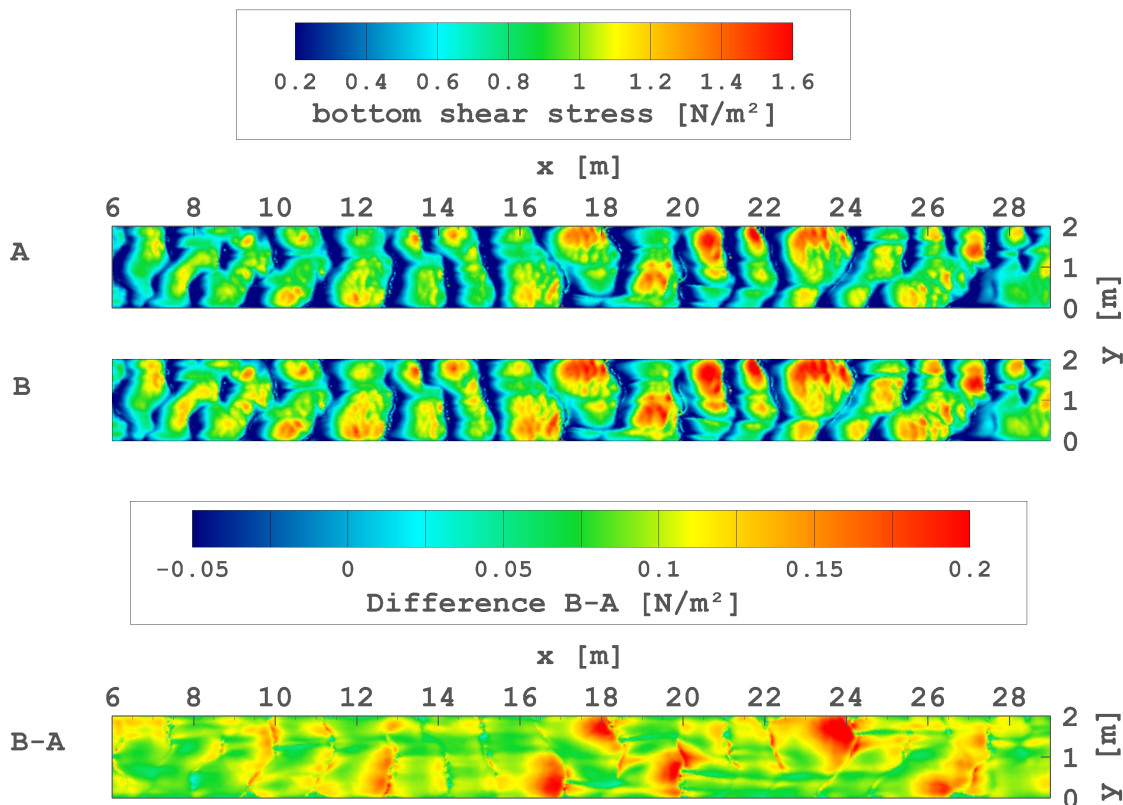 0.2 0.4 0.6 0.8 1 1.2 1.4 1.6
bottom shear stress [N/m²]
x [m]
6 8 10 12 14 16 18 20 22 24 26 28
A
2
1
0
y [m]
B
2
1
0
-0.05 0 0.05 0.1 0.15 0.2
Difference B-A [N/m²]
x [m]
6 8 10 12 14 16 18 20 22 24 26 28
B-A
2
1
0
y [m]